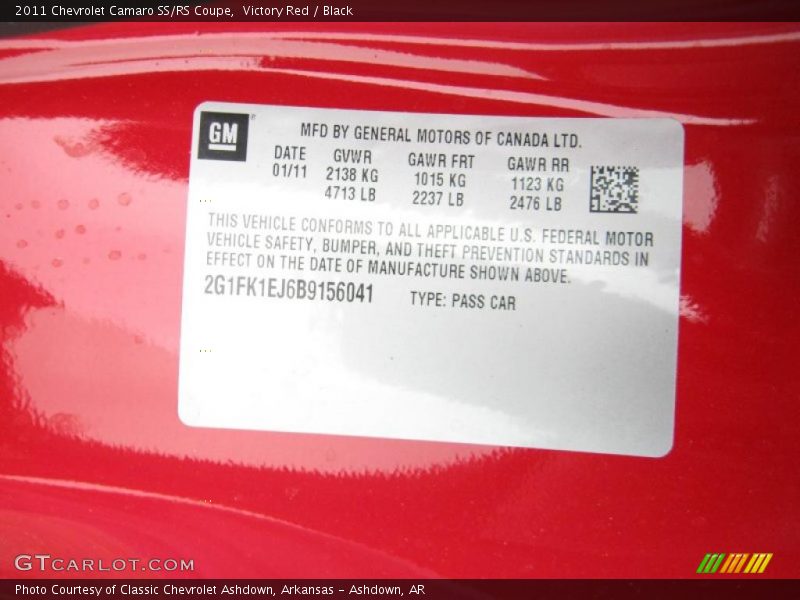 2011 Chevrolet Camaro SS/RS Coupe, Victory Red / Black
GM
MFD BY GENERAL MOTORS OF CANADA LTD.
DATE GVWR GAWR FRT GAWR RR
01/11 2138 KG 1015 KG 1123 KG
4713 LB 2237 LB 2476 LB
THIS VEHICLE CONFORMS TO ALL APPLICABLE U.S. FEDERAL MOTOR
VEHICLE SAFETY, BUMPER, AND THEFT PREVENTION STANDARDS IN
EFFECT ON THE DATE OF MANUFACTURE SHOWN ABOVE.
2G1FK1EJ6B9156041 TYPE: PASS CAR
GTCARLOT.COM
Photo Courtesy of Classic Chevrolet Ashdown, Arkansas - Ashdown, AR